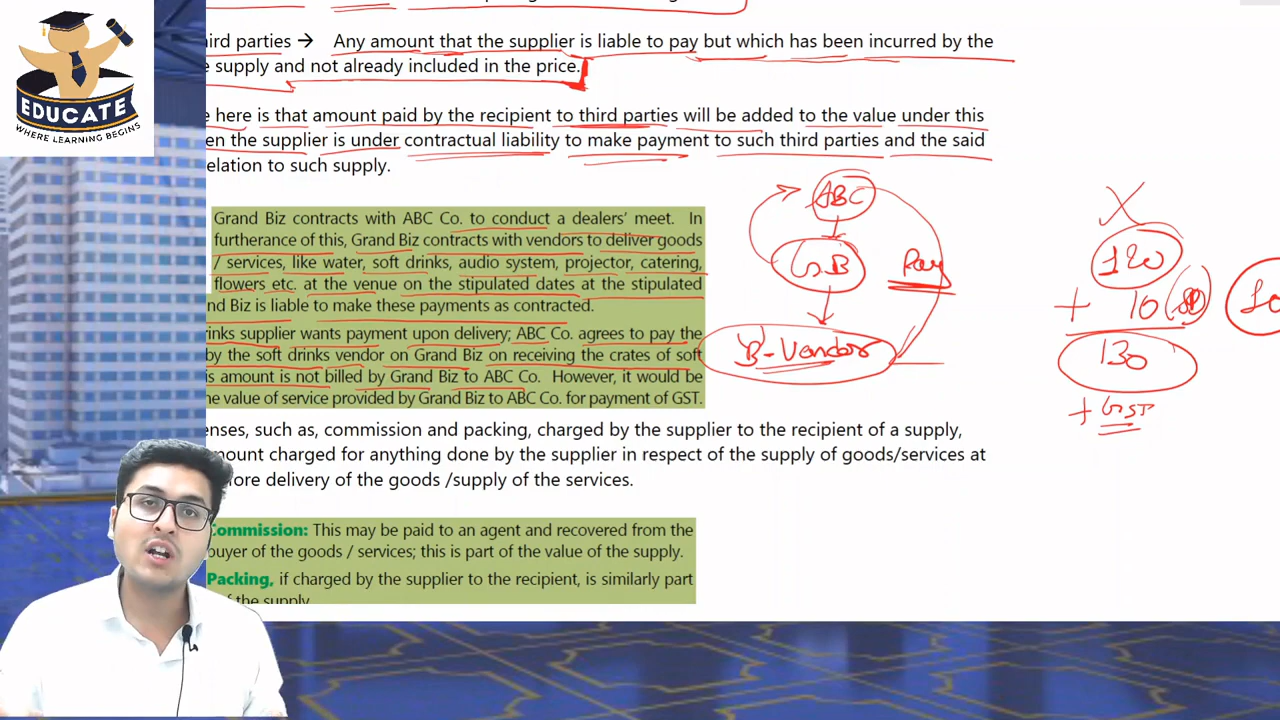 EDUCATE
WHERE LEARNING BEGINS
hird parties → Any amount that the supplier is liable to pay but which has been incurred by the
e supply and not already included in the price.
e here is that amount paid by the recipient to third parties will be added to the value under this
en the supplier is under contractual liability to make payment to such third parties and the said
elation to such supply.
Grand Biz contracts with ABC Co. to conduct a dealers' meet. In
furtherance of this, Grand Biz contracts with vendors to deliver goods
/ services, like water, soft drinks, audio system, projector, catering,
flowers etc. at the venue on the stipulated dates at the stipulated
nd Biz is liable to make these payments as contracted.
rinks supplier wants payment upon delivery; ABC Co. agrees to pay the
by the soft drinks vendor on Grand Biz on receiving the crates of soft
is amount is not billed by Grand Biz to ABC Co. However, it would be
he value of service provided by Grand Biz to ABC Co. for payment of GST.
ABC
G.B
Pay
B-Vendor
120
+ 10
130
+ GST
enses, such as, commission and packing, charged by the supplier to the recipient of a supply,
mount charged for anything done by the supplier in respect of the supply of goods/services at
fore delivery of the goods /supply of the services.
Commission: This may be paid to an agent and recovered from the
buyer of the goods / services; this is part of the value of the supply.
Packing, if charged by the supplier to the recipient, is similarly part
of the supply